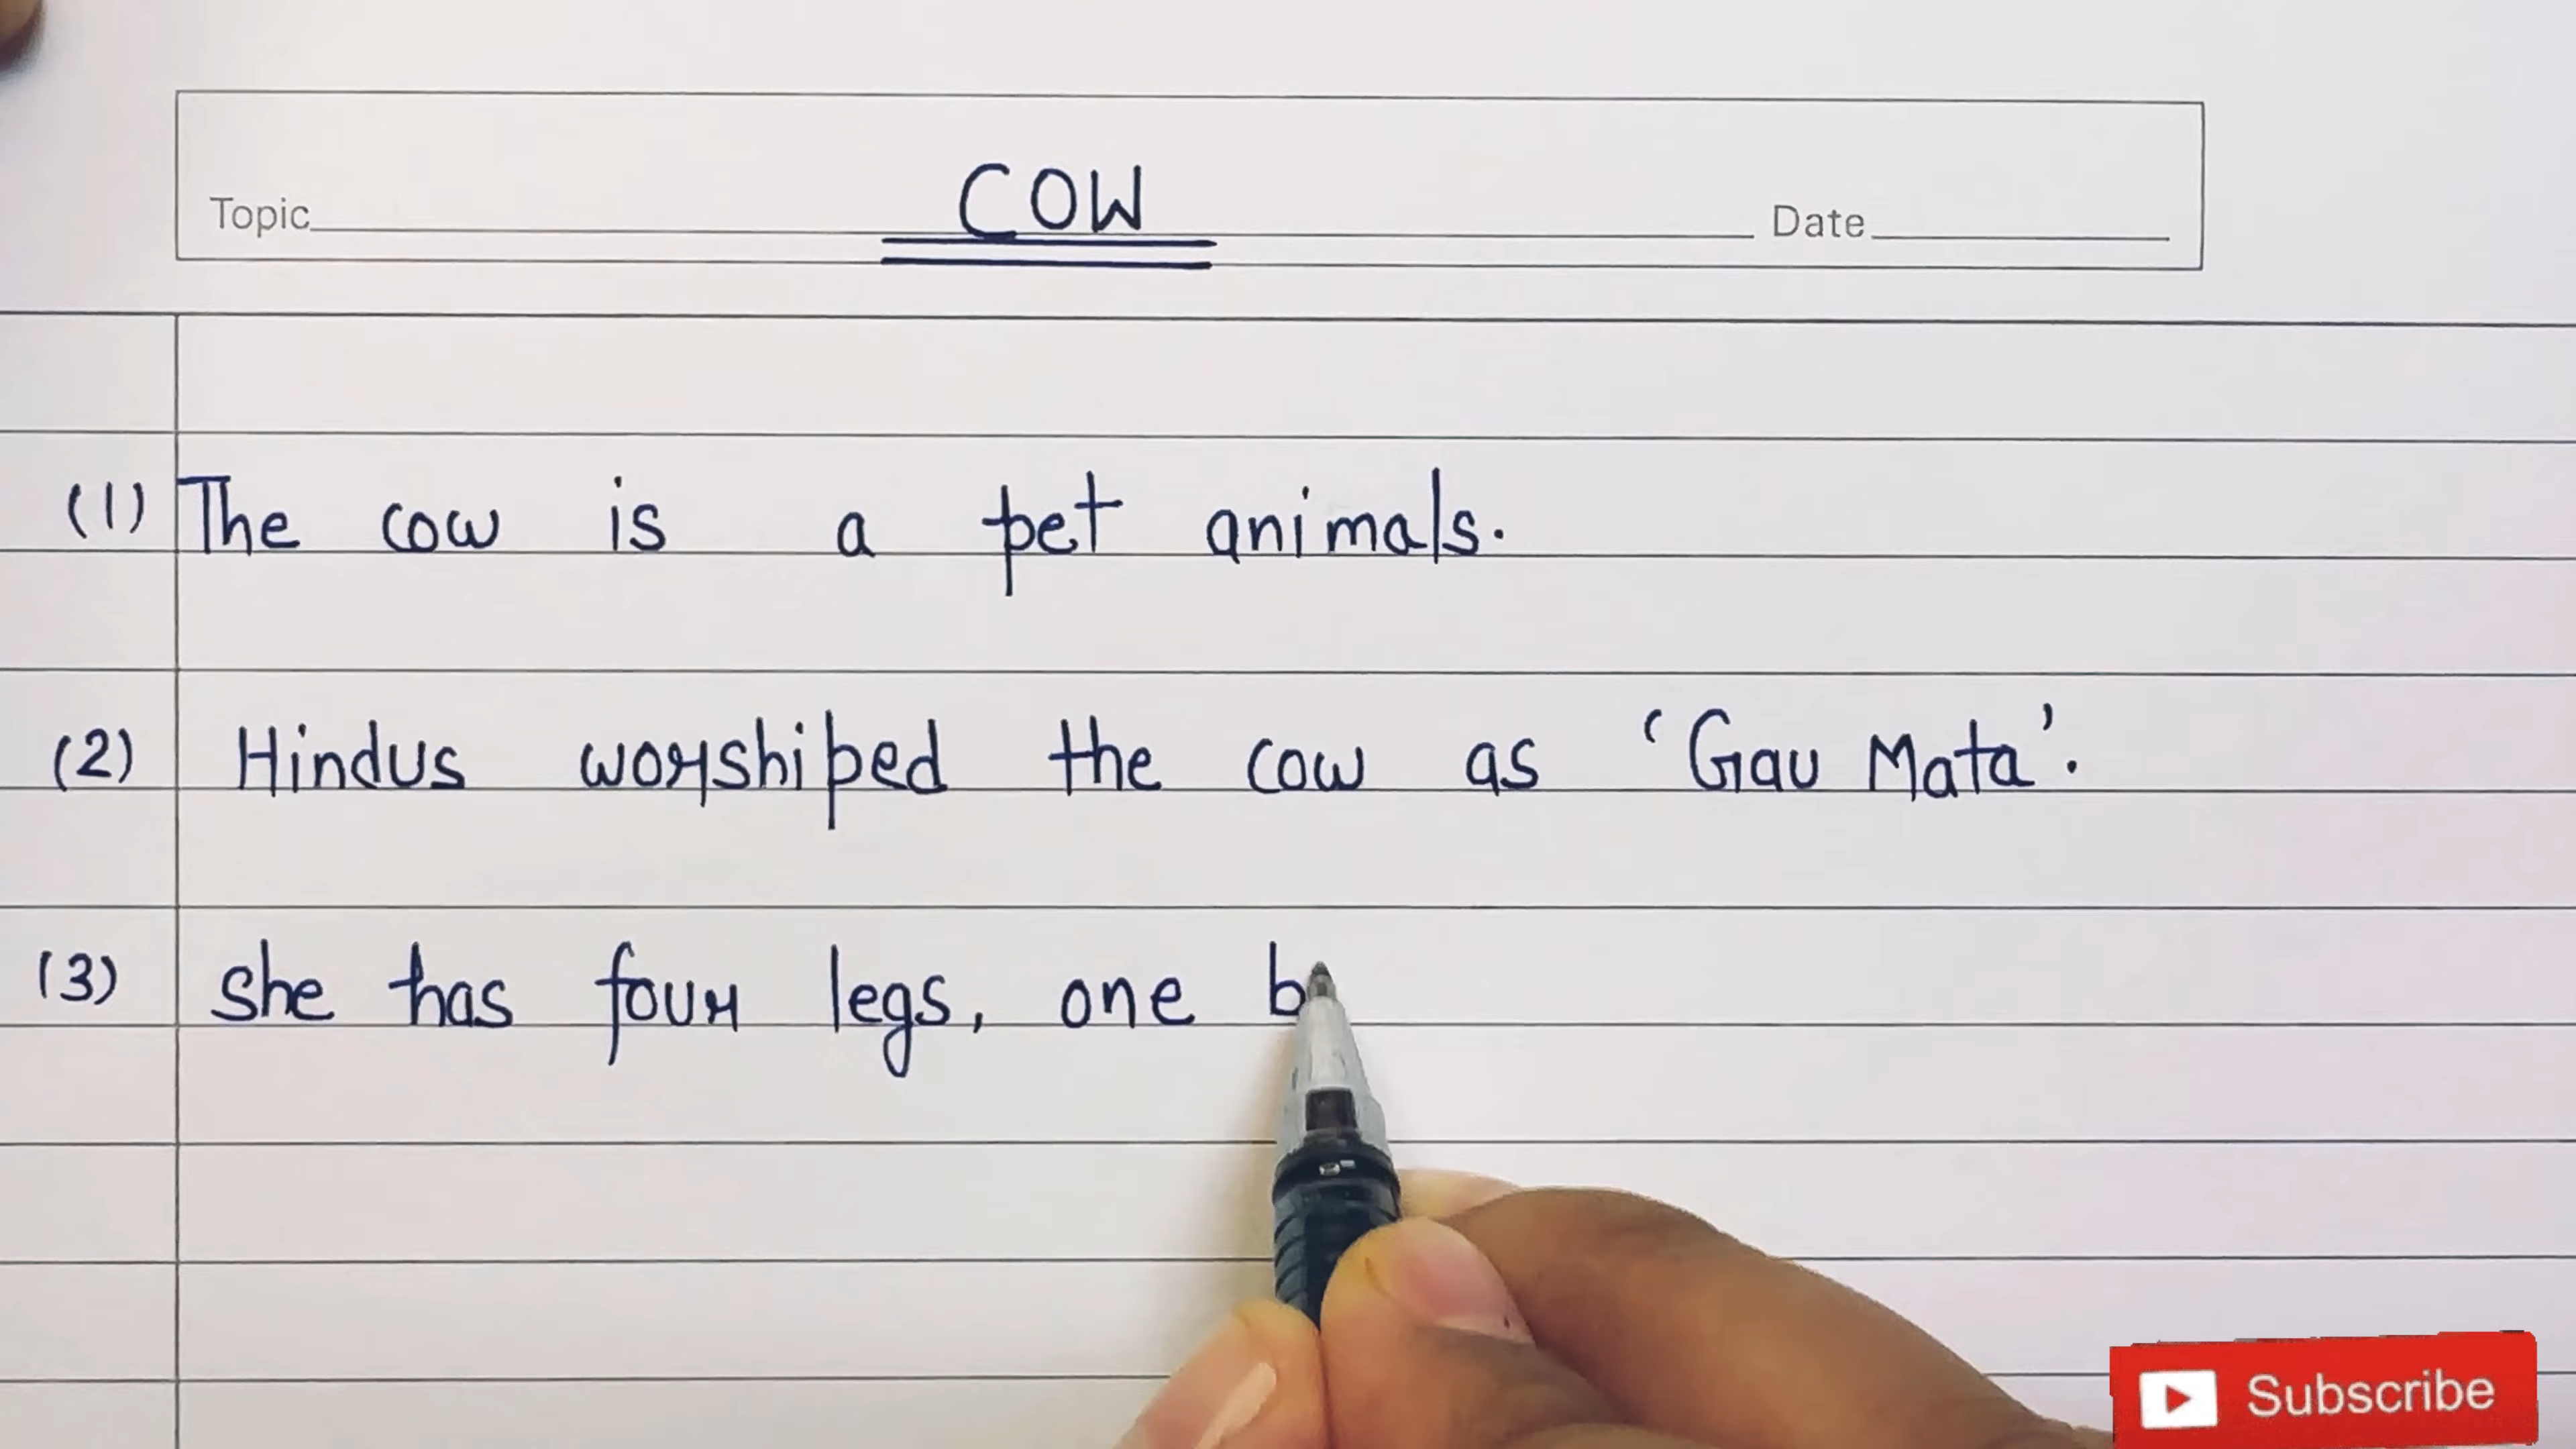 COW
Topic Date
(1) The cow is a pet animals.
(2) Hindus worshiped the cow as ‘Gau Mata’.
(3) she has four legs, one b
Subscribe